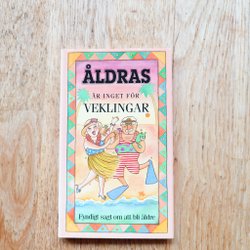 ÅLDRAS
ÄR INGET FÖR
VEKLINGAR
Fyndigt sagt om att bli äldre